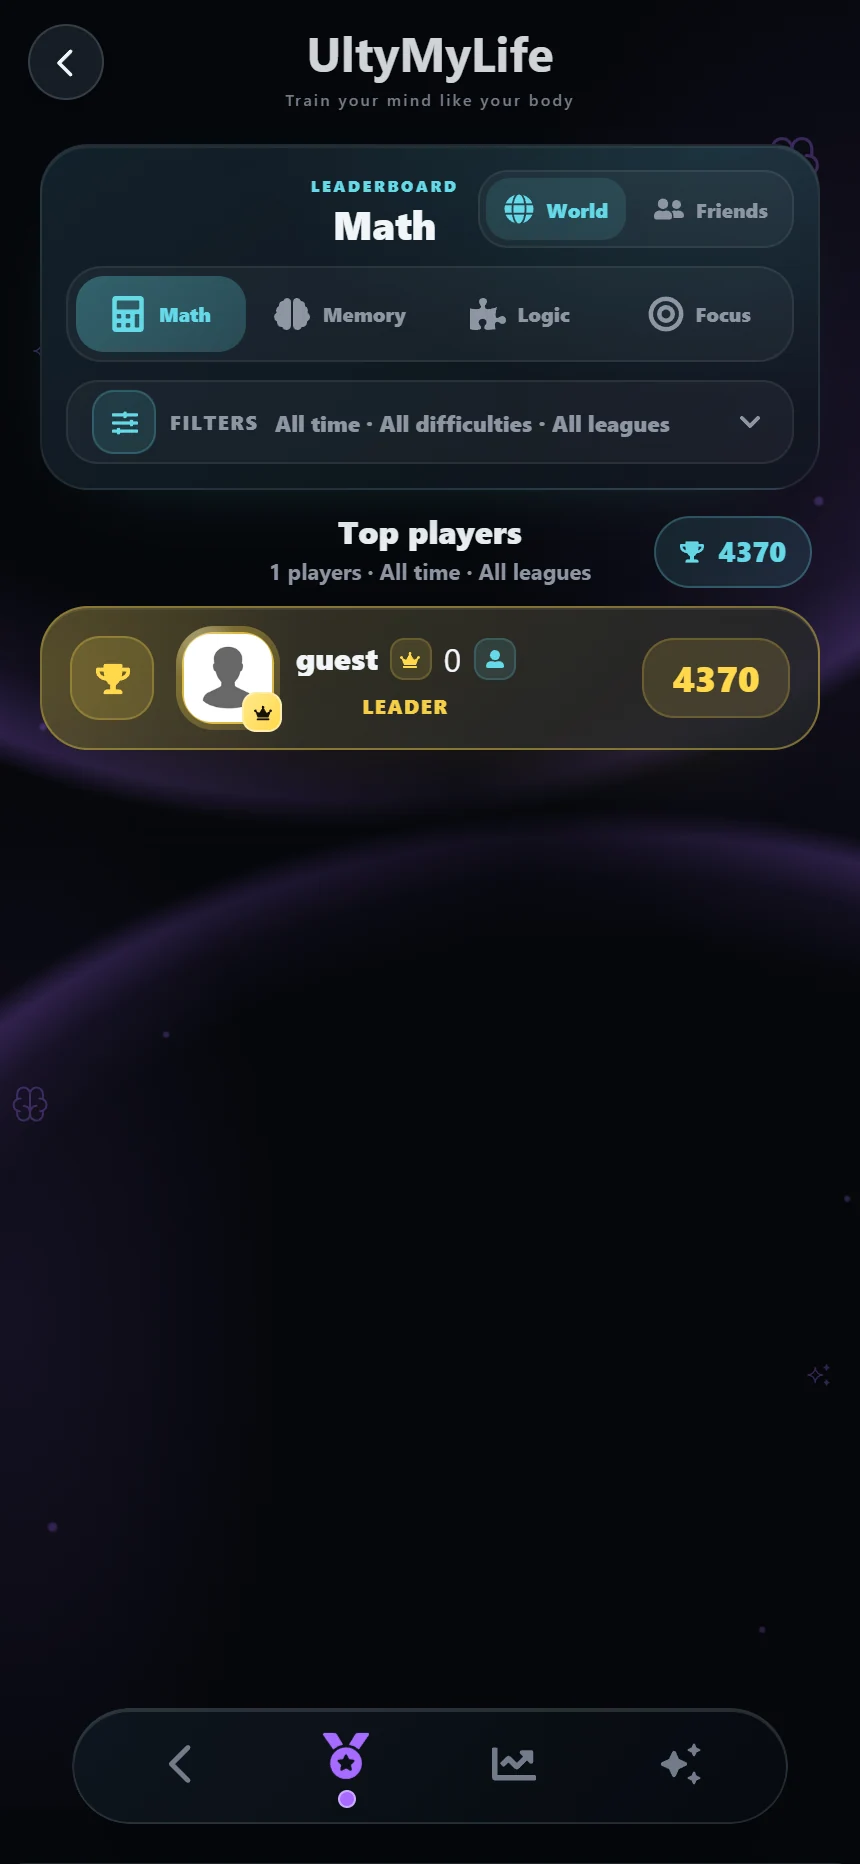 UltyMyLife
Train your mind like your body
LEADERBOARD
Math
World
Friends
Math
Memory
Logic
Focus
FILTERS All time · All difficulties · All leagues
Top players
1 players · All time · All leagues
4370
guest 0
LEADER
4370